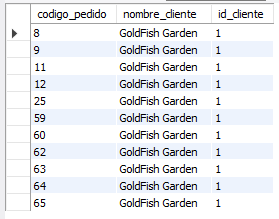 codigo_pedido nombre_cliente id_cliente
8 GoldFish Garden 1
9 GoldFish Garden 1
11 GoldFish Garden 1
12 GoldFish Garden 1
25 GoldFish Garden 1
59 GoldFish Garden 1
60 GoldFish Garden 1
62 GoldFish Garden 1
63 GoldFish Garden 1
64 GoldFish Garden 1
65 GoldFish Garden 1